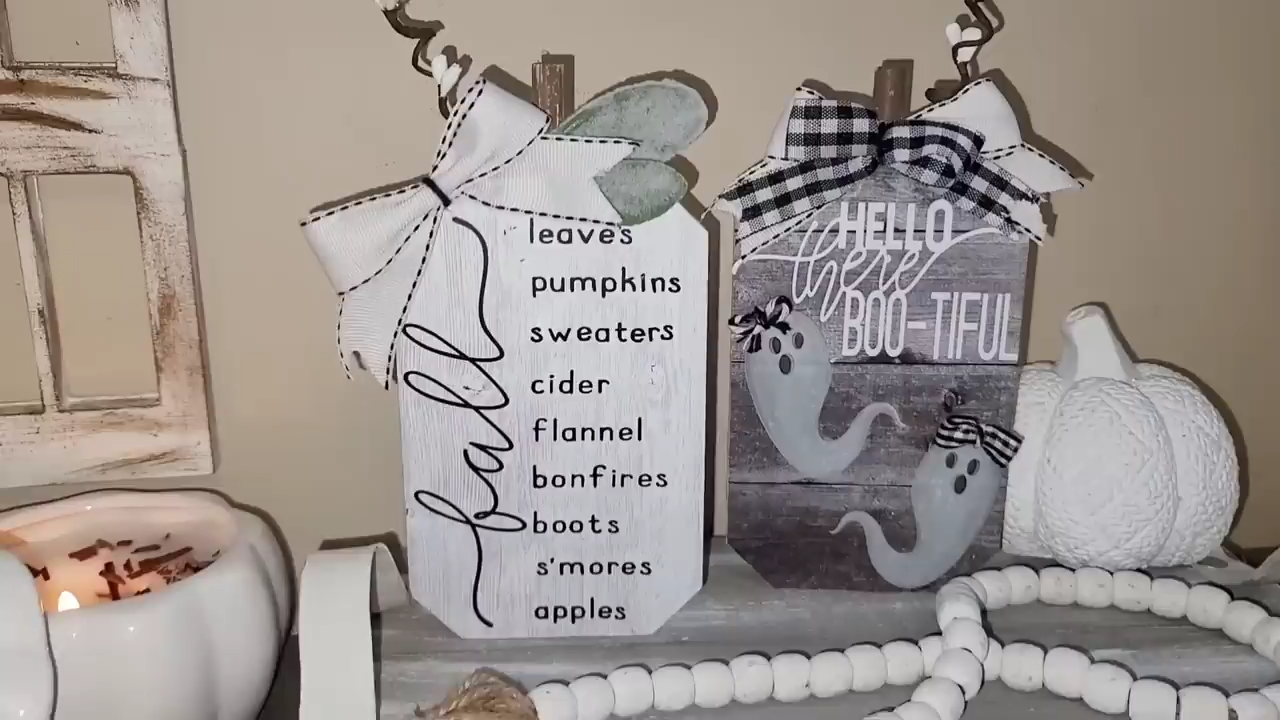 fall
leaves
pumpkins
sweaters
cider
flannel
bonfires
boots
s'mores
apples
HELLO
there
BOO-TIFUL